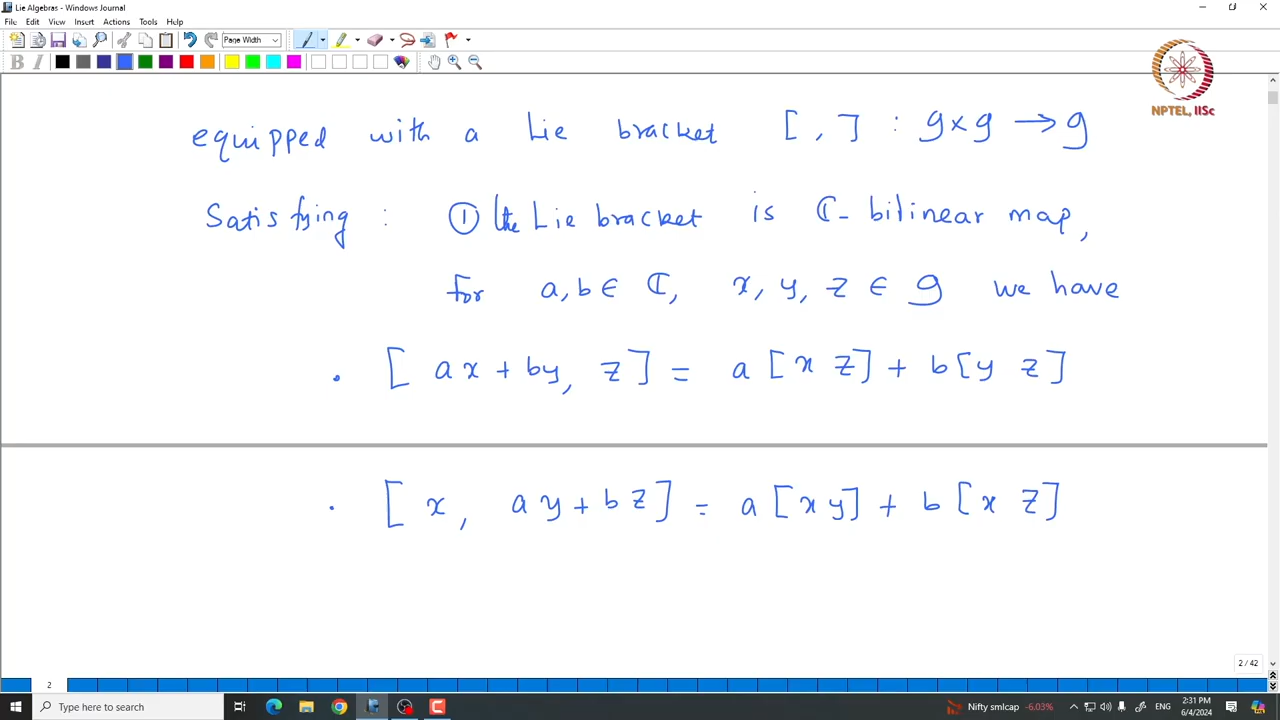 Lie Algebras - Windows Journal
File Edit View Insert Actions Tools Help
Page Width
B I
NPTEL, IISc
equipped with a Lie bracket [ , ] : g × g → g
Satisfying : ① the Lie bracket is ℂ- bilinear map,
for a, b ∈ ℂ, x, y, z ∈ g we have
. [ ax + by, z ] = a [x z] + b [y z]
. [ x, ay + bz ] = a [x y] + b [x z]
2 / 42
2
Type here to search
Nifty smlcap -6.03%
2:31 PM
6/4/2024